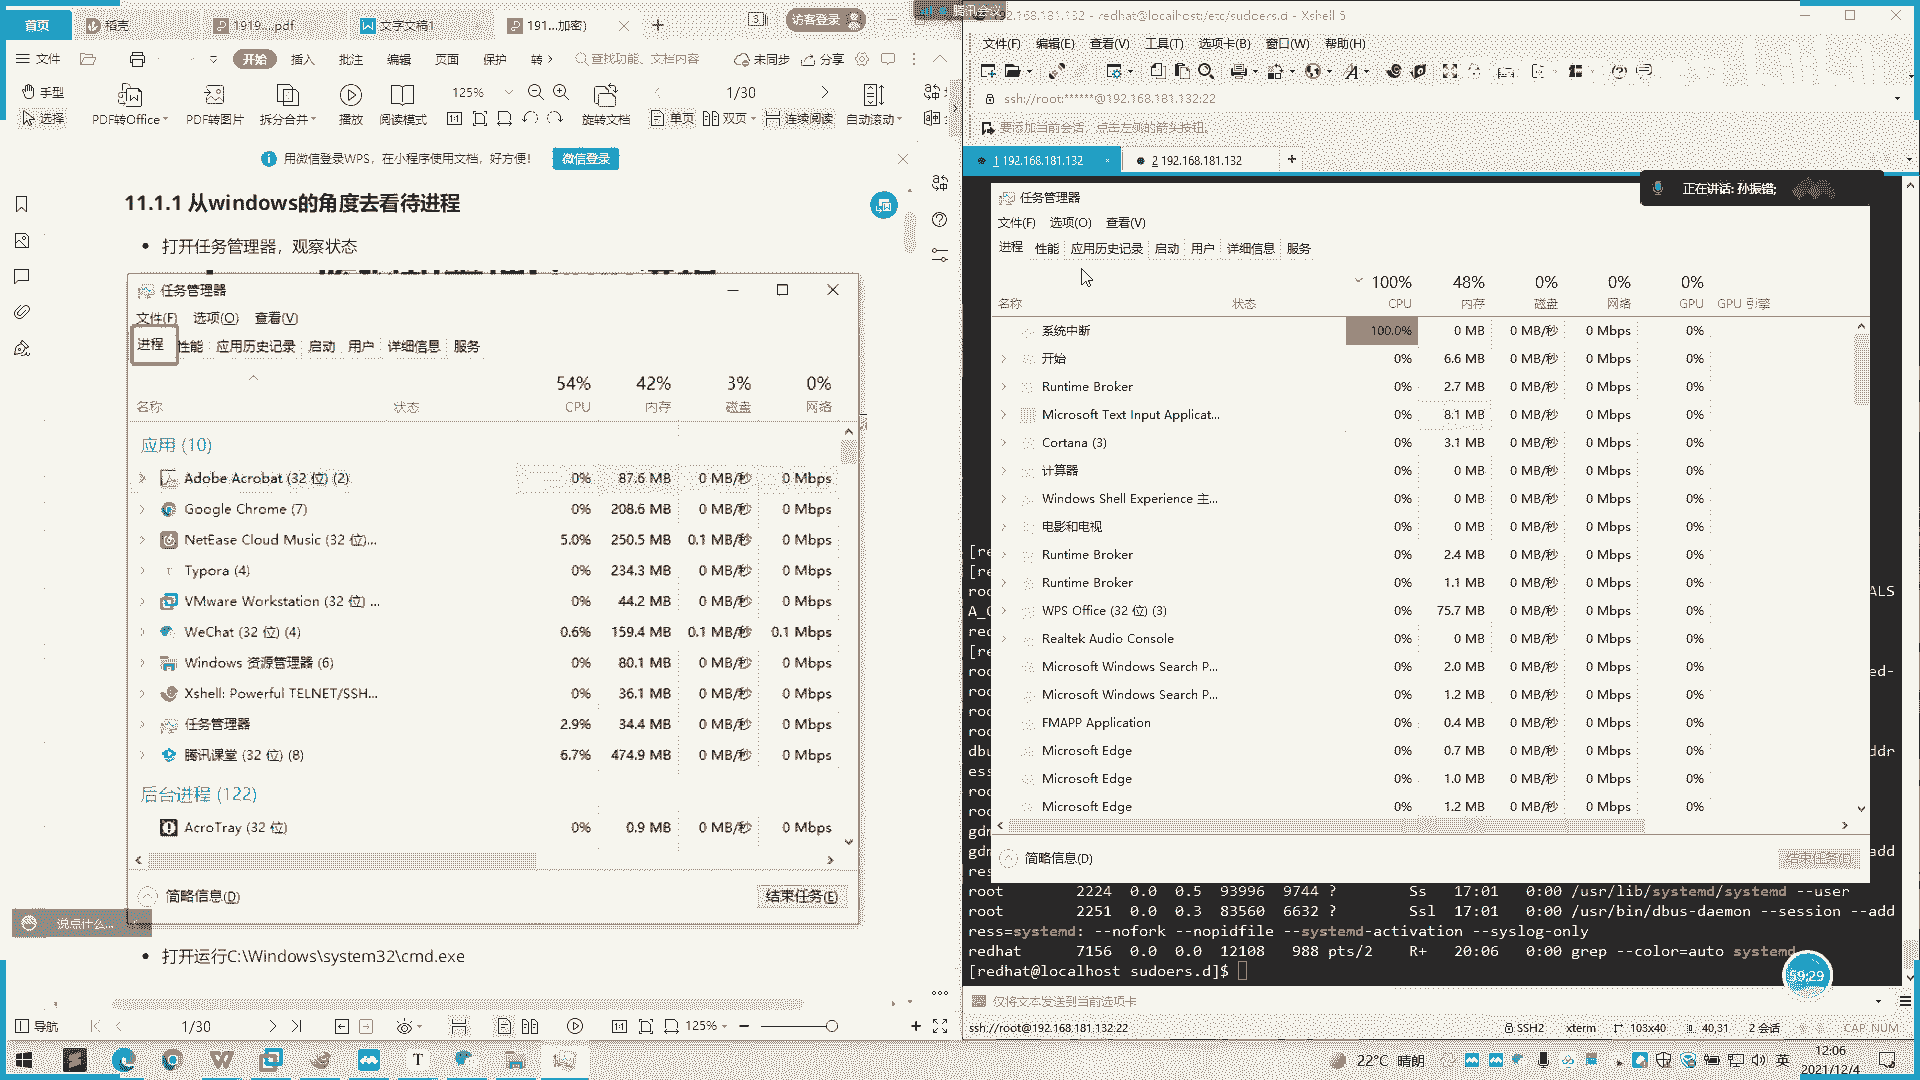 首页
稻壳
1919....pdf
文字文稿1
191...加密)
访客登录
文件
开始
插入
批注
编辑
页面
保护
转
查找功能、文档内容
未同步
分享
手型
选择
PDF转Office
PDF转图片
拆分合并
播放
阅读模式
125%
1/30
旋转文档
单页
双页
连续阅读
自动滚动
用微信登录WPS，在小程序使用文档，好方便!
微信登录
11.1.1 从windows的角度去看待进程
• 打开任务管理器，观察状态
任务管理器
文件(F) 选项(O) 查看(V)
进程 性能 应用历史记录 启动 用户 详细信息 服务
54% 42% 3% 0%
名称 状态 CPU 内存 磁盘 网络
应用 (10)
Adobe Acrobat (32 位) (2) 0% 87.6 MB 0 MB/秒 0 Mbps
Google Chrome (7) 0% 208.6 MB 0 MB/秒 0 Mbps
NetEase Cloud Music (32 位)... 5.0% 250.5 MB 0.1 MB/秒 0 Mbps
Typora (4) 0% 234.3 MB 0 MB/秒 0 Mbps
VMware Workstation (32 位) ... 0% 44.2 MB 0 MB/秒 0 Mbps
WeChat (32 位) (4) 0.6% 159.4 MB 0.1 MB/秒 0.1 Mbps
Windows 资源管理器 (6) 0% 80.1 MB 0 MB/秒 0 Mbps
Xshell: Powerful TELNET/SSH... 0% 36.1 MB 0 MB/秒 0 Mbps
任务管理器 2.9% 34.4 MB 0 MB/秒 0 Mbps
腾讯课堂 (32 位) (8) 6.7% 474.9 MB 0 MB/秒 0 Mbps
后台进程 (122)
AcroTray (32 位) 0% 0.9 MB 0 MB/秒 0 Mbps
简略信息(D)
结束任务(E)
说点什么...
• 打开运行C:\Windows\system32\cmd.exe
导航
1/30
125%
腾讯会议
192.168.181.132 - redhat@localhost:/etc/sudoers.d - Xshell 6
文件(F) 编辑(E) 查看(V) 工具(T) 选项卡(B) 窗口(W) 帮助(H)
ssh://root:******@192.168.181.132:22
要添加当前会话，点击左侧的箭头按钮。
1 192.168.181.132
2 192.168.181.132
正在讲话: 孙振错;
任务管理器
文件(F) 选项(O) 查看(V)
进程 性能 应用历史记录 启动 用户 详细信息 服务
100% 48% 0% 0% 0%
名称 状态 CPU 内存 磁盘 网络 GPU GPU 引擎
系统中断 100.0% 0 MB 0 MB/秒 0 Mbps 0%
开始 0% 6.6 MB 0 MB/秒 0 Mbps 0%
Runtime Broker 0% 2.7 MB 0 MB/秒 0 Mbps 0%
Microsoft Text Input Applicat... 0% 8.1 MB 0 MB/秒 0 Mbps 0%
Cortana (3) 0% 3.1 MB 0 MB/秒 0 Mbps 0%
计算器 0% 0 MB 0 MB/秒 0 Mbps 0%
Windows Shell Experience 主... 0% 0 MB 0 MB/秒 0 Mbps 0%
电影和电视 0% 0 MB 0 MB/秒 0 Mbps 0%
Runtime Broker 0% 2.4 MB 0 MB/秒 0 Mbps 0%
Runtime Broker 0% 1.1 MB 0 MB/秒 0 Mbps 0%
WPS Office (32 位) (3) 0% 75.7 MB 0 MB/秒 0 Mbps 0%
Realtek Audio Console 0% 0 MB 0 MB/秒 0 Mbps 0%
Microsoft Windows Search P... 0% 2.0 MB 0 MB/秒 0 Mbps 0%
Microsoft Windows Search P... 0% 1.2 MB 0 MB/秒 0 Mbps 0%
FMAPP Application 0% 0.4 MB 0 MB/秒 0 Mbps 0%
Microsoft Edge 0% 0.7 MB 0 MB/秒 0 Mbps 0%
Microsoft Edge 0% 1.0 MB 0 MB/秒 0 Mbps 0%
Microsoft Edge 0% 1.2 MB 0 MB/秒 0 Mbps 0%
简略信息(D)
结束任务(E)
root 2224 0.0 0.5 93996 9744 ? Ss 17:01 0:00 /usr/lib/systemd/systemd --user
root 2251 0.0 0.3 83560 6632 ? Ssl 17:01 0:00 /usr/bin/dbus-daemon --session --add
ress=systemd: --nofork --nopidfile --systemd-activation --syslog-only
redhat 7156 0.0 0.0 12108 988 pts/2 R+ 20:06 0:00 grep --color=auto systemd
[redhat@localhost sudoers.d]$
59:29
仅将文本发送到当前选项卡
ssh://root@192.168.181.132:22
SSH2
xterm
103x40
40,31
2 会话
CAP NUM
22°C 晴朗
英
12:06
2021/12/4